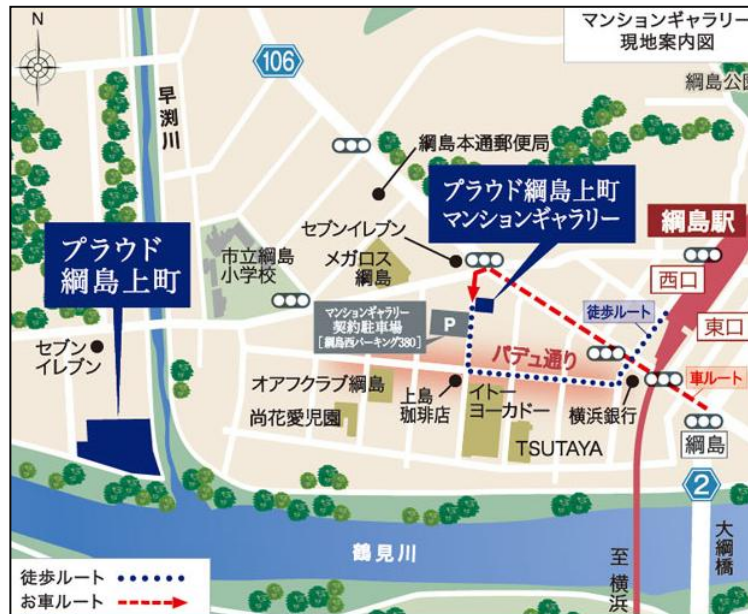 マンションギャラリー
現地案内図
N
106
綱島公園
早渕川
綱島本通郵便局
プラウド綱島上町
マンションギャラリー
綱島駅
セブンイレブン
プラウド
綱島上町
市立綱島
小学校
メガロス
綱島
西口
徒歩ルート
東口
マンションギャラリー
契約駐車場
[綱島西パーキング380]
P
パデュ通り
セブン
イレブン
車ルート
オアフクラブ綱島
上島
珈琲店
イトー
ヨーカドー
横浜銀行
尚花愛児園
TSUTAYA
綱島
2
大綱橋
鶴見川
至横浜
徒歩ルート
お車ルート